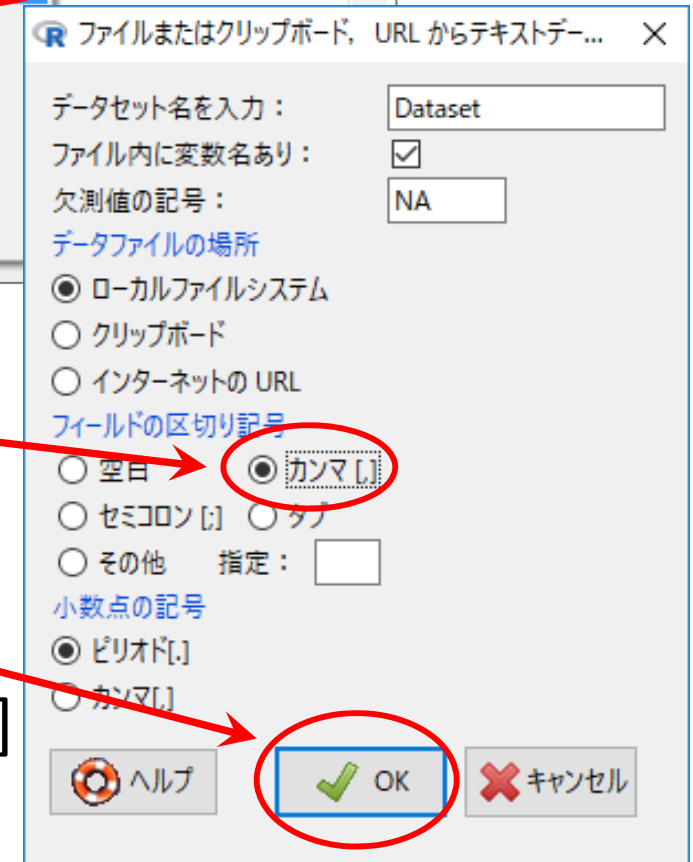 ファイルまたはクリップボード, URL からテキストデー...
データセット名を入力： Dataset
ファイル内に変数名あり：
欠測値の記号： NA
データファイルの場所
ローカルファイルシステム
クリップボード
インターネットの URL
フィールドの区切り記号
空白 カンマ [,]
セミコロン [;] タブ
その他 指定：
小数点の記号
ピリオド[.]
カンマ[,]
ヘルプ OK キャンセル